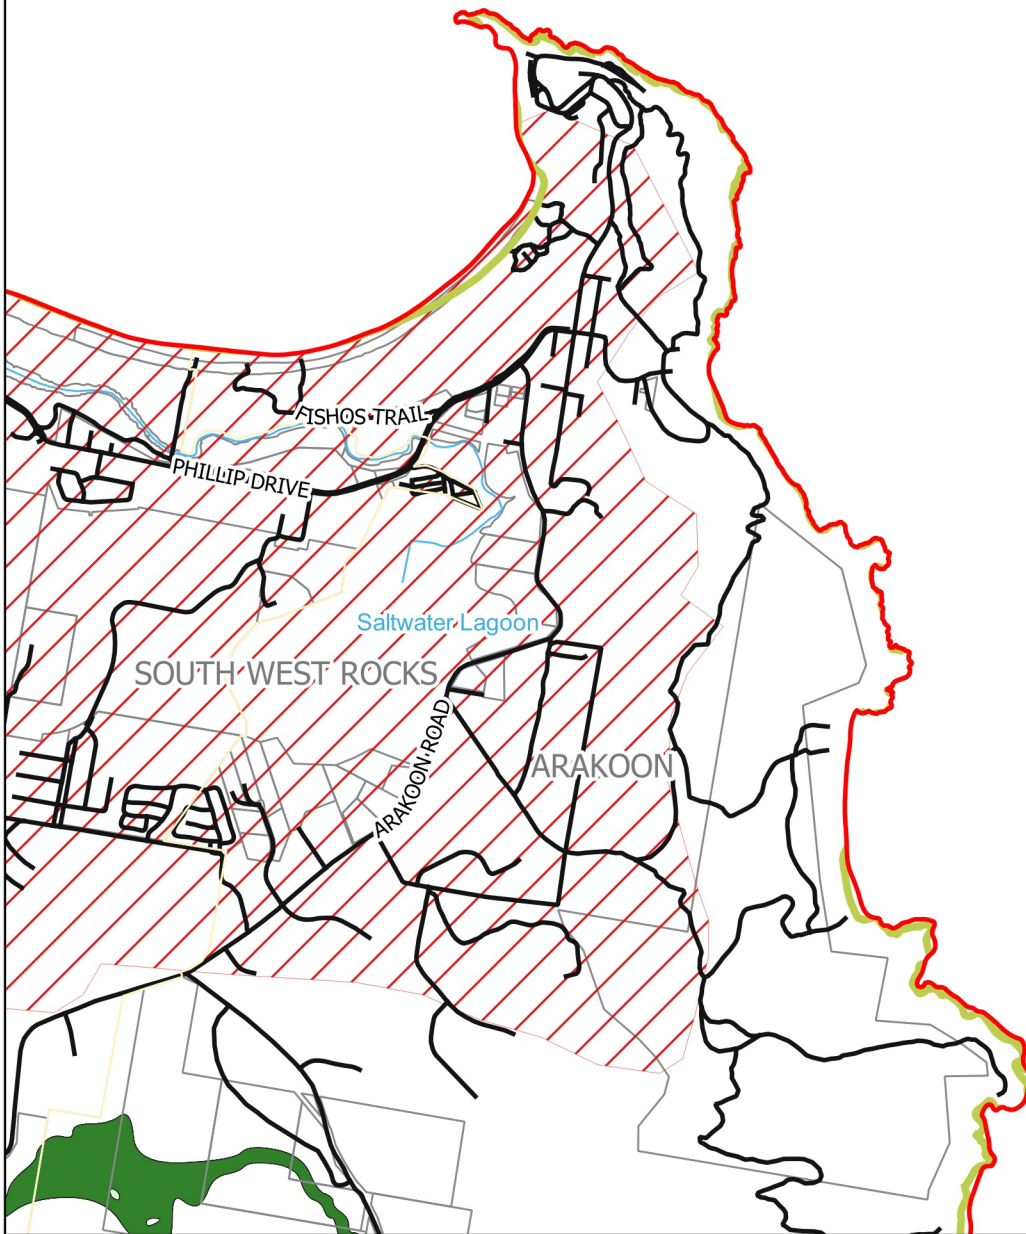 FISHOS TRAIL
PHILLIP DRIVE
Saltwater Lagoon
SOUTH WEST ROCKS
ARAKOON ROAD
ARAKOON